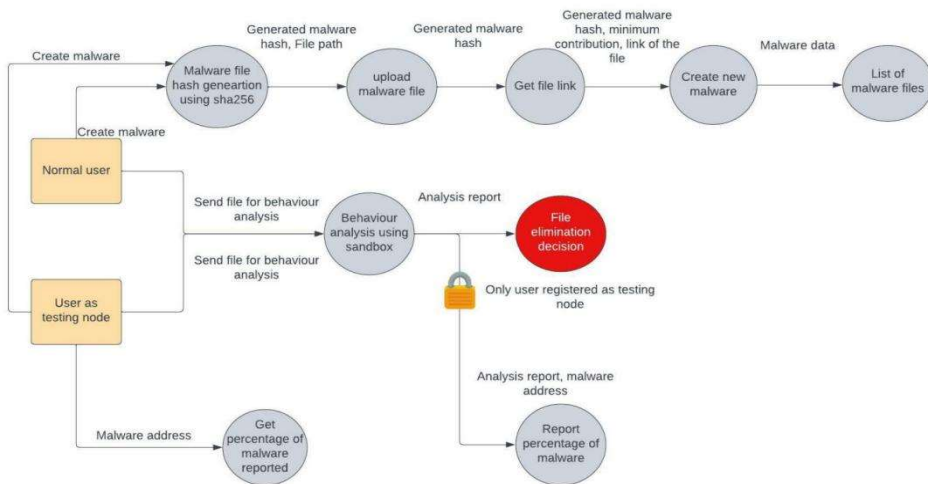 Create malware
Generated malware
hash, File path
Generated malware
hash
Generated malware
hash, minimum
contribution, link of the
file
Malware data
Malware file
hash geneartion
using sha256
upload
malware file
Get file link
Create new
malware
List of
malware files
Create malware
Normal user
Send file for behaviour
analysis
Analysis report
Behaviour
analysis using
sandbox
File
elimination
decision
Send file for behaviour
analysis
Only user registered as testing
node
User as
testing node
Analysis report, malware
address
Malware address
Get
percentage of
malware
reported
Report
percentage of
malware